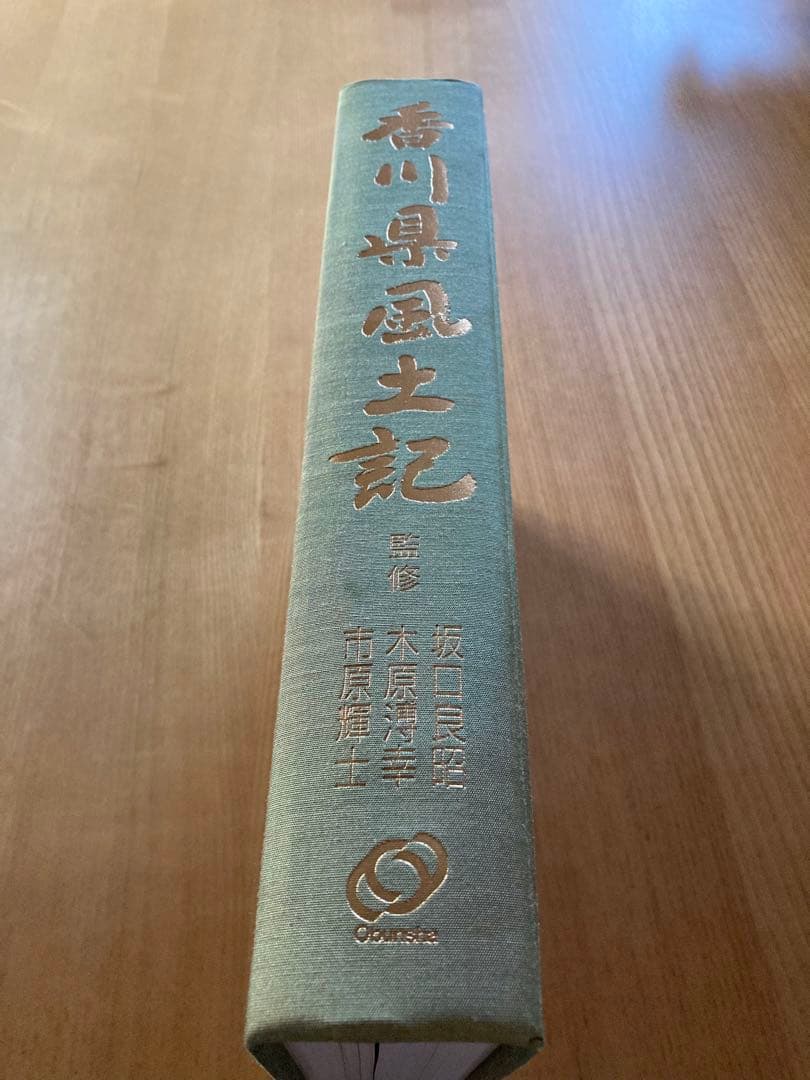 香川県風土記
監修
坂口良昭
木原溥幸
市原輝士
Obunsha